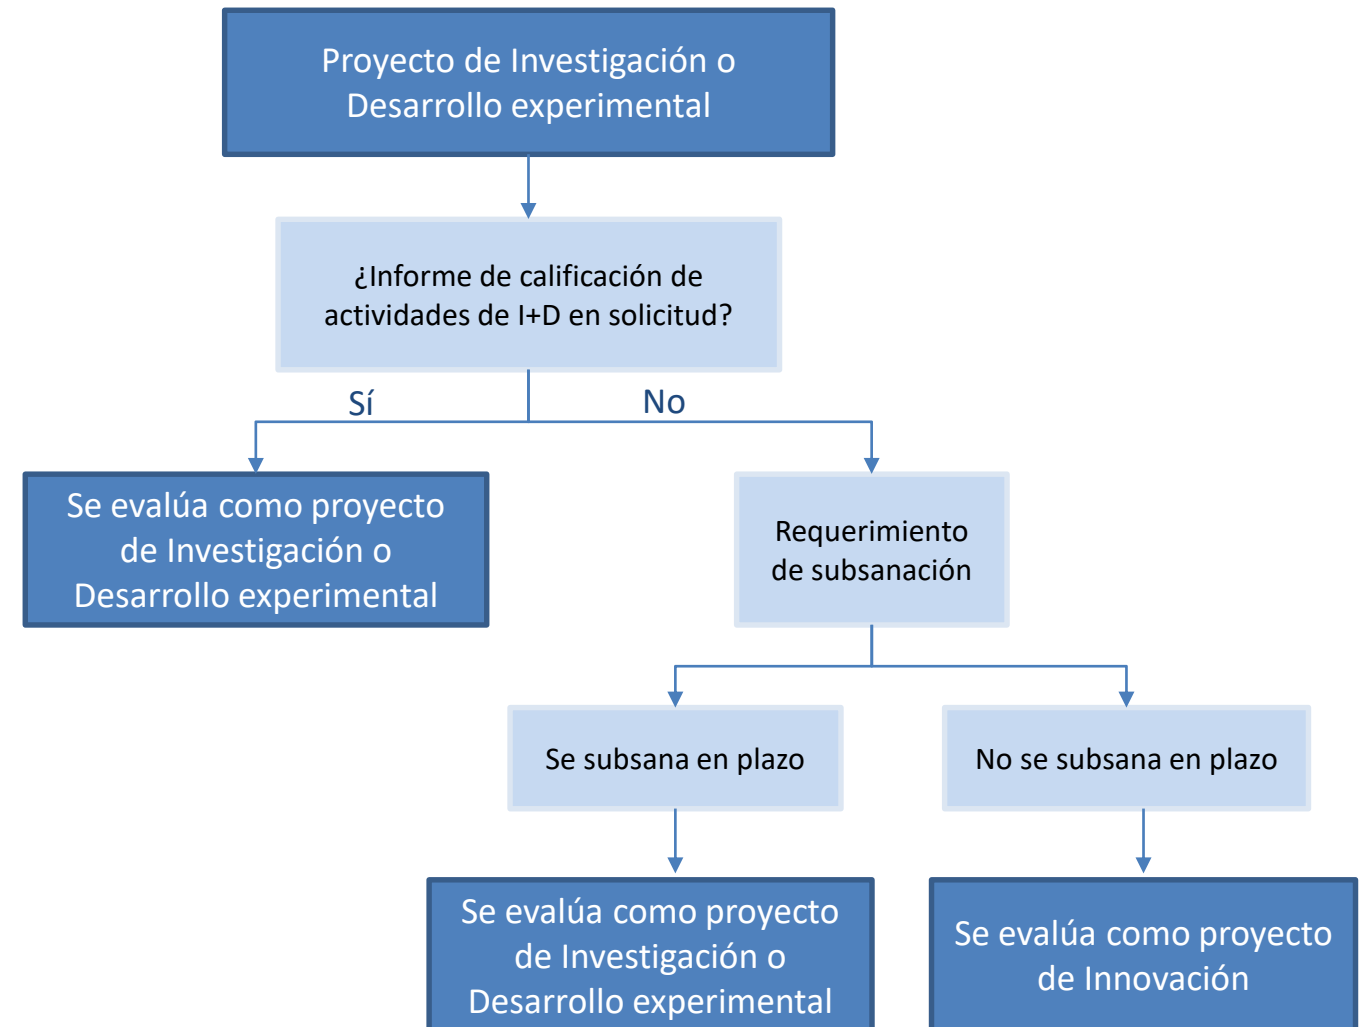 Proyecto de Investigación o
Desarrollo experimental
¿Informe de calificación de
actividades de I+D en solicitud?
Sí
No
Se evalúa como proyecto
de Investigación o
Desarrollo experimental
Requerimiento
de subsanación
Se subsana en plazo
No se subsana en plazo
Se evalúa como proyecto
de Investigación o
Desarrollo experimental
Se evalúa como proyecto
de Innovación